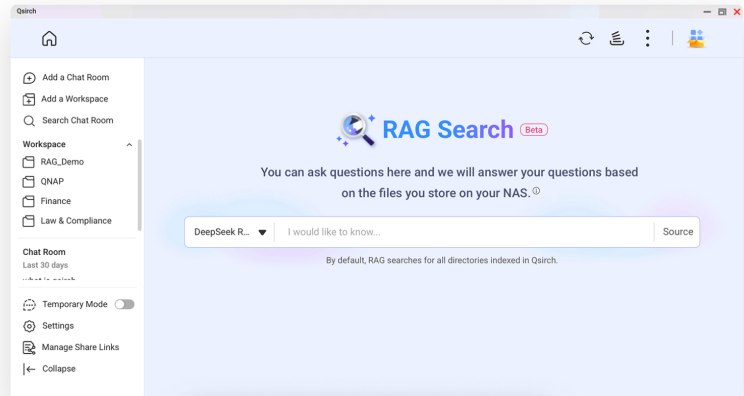 Qsirch
Add a Chat Room
Add a Workspace
Search Chat Room
Workspace
RAG_Demo
QNAP
Finance
Law & Compliance
Chat Room
Last 30 days
Temporary Mode
Settings
Manage Share Links
Collapse
RAG Search Beta
You can ask questions here and we will answer your questions based
on the files you store on your NAS.
DeepSeek R... I would like to know... Source
By default, RAG searches for all directories indexed in Qsirch.